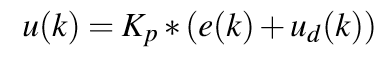 u(k) = K_p * (e(k) + u_d(k))